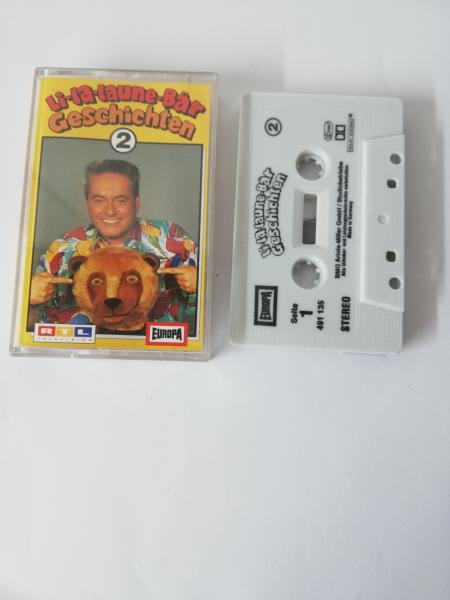 Li-La-Laune-Bär
Geschichten
2
RTL
TELEVISION
EUROPA
2
Li-La-Laune-Bär
Geschichten
BMG Ariola-Miller GmbH / Studiobetriebe
Made in Germany
EUROPA
Seite
1
491 135
STEREO